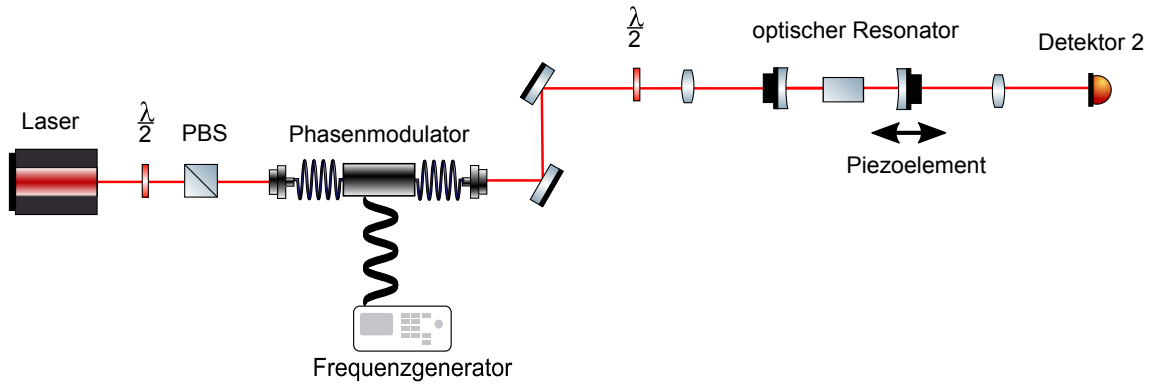 Laser
λ
2
PBS
Phasenmodulator
Frequenzgenerator
λ
2
optischer Resonator
Piezoelement
Detektor 2